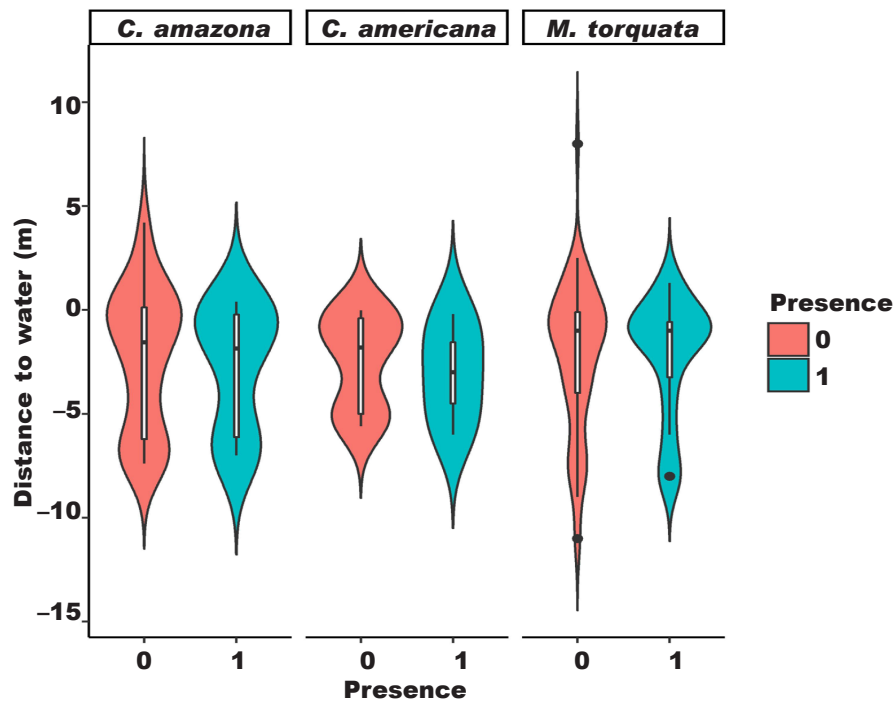 C. amazona C. americana M. torquata
Distance to water (m)
10
5
0
−5
−10
−15
0 1 0 1 0 1
Presence
Presence
0
1